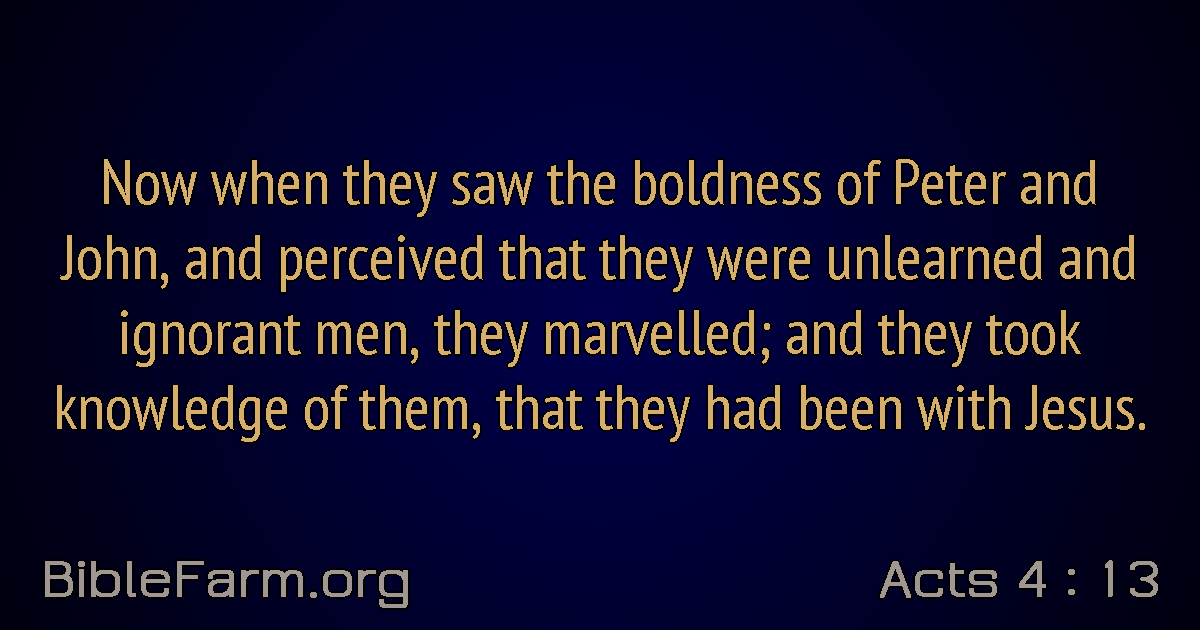 Now when they saw the boldness of Peter and
John, and perceived that they were unlearned and
ignorant men, they marvelled; and they took
knowledge of them, that they had been with Jesus.
BibleFarm.org
Acts 4 : 13